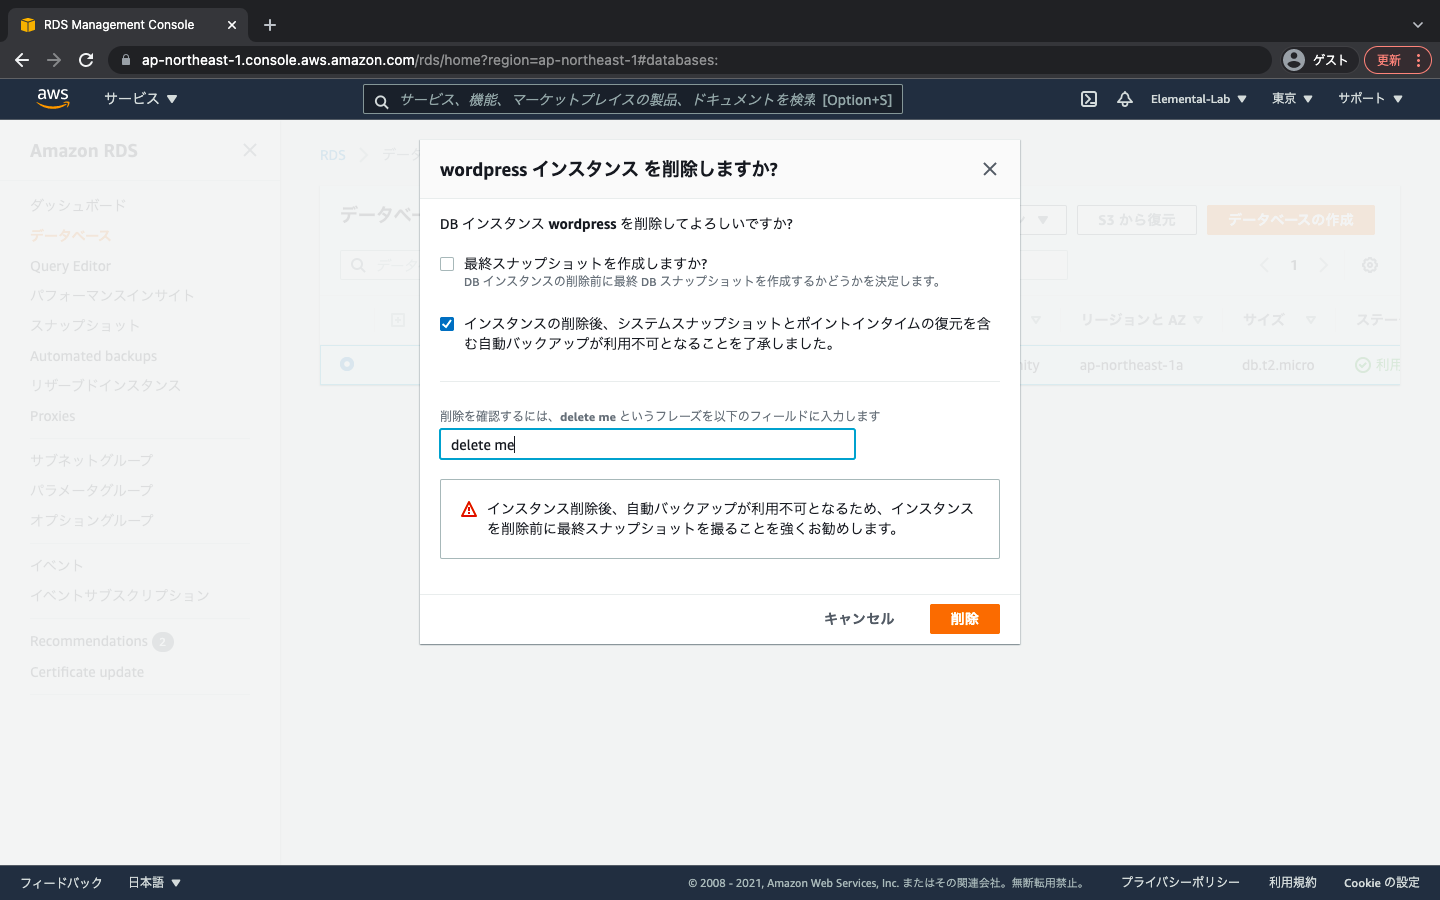 RDS Management Console
ap-northeast-1.console.aws.amazon.com/rds/home?region=ap-northeast-1#databases:
ゲスト
更新
aws
サービス
サービス、機能、マーケットプレイスの製品、ドキュメントを検索 [Option+S]
Elemental-Lab
東京
サポート
Amazon RDS
ダッシュボード
データベース
Query Editor
パフォーマンスインサイト
スナップショット
Automated backups
リザーブドインスタンス
Proxies
サブネットグループ
パラメータグループ
オプショングループ
イベント
イベントサブスクリプション
Recommendations 2
Certificate update
RDS
データ
データベー
S3 から復元
データベースの作成
データ
1
リージョンと AZ
サイズ
ステー
ity
ap-northeast-1a
db.t2.micro
利用
wordpress インスタンス を削除しますか?
DB インスタンス wordpress を削除してよろしいですか?
最終スナップショットを作成しますか?
DB インスタンスの削除前に最終 DB スナップショットを作成するかどうかを決定します。
インスタンスの削除後、システムスナップショットとポイントインタイムの復元を含
む自動バックアップが利用不可となることを了承しました。
削除を確認するには、delete me というフレーズを以下のフィールドに入力します
delete me
インスタンス削除後、自動バックアップが利用不可となるため、インスタンス
を削除前に最終スナップショットを撮ることを強くお勧めします。
キャンセル
削除
フィードバック
日本語
© 2008 - 2021, Amazon Web Services, Inc. またはその関連会社。無断転用禁止。
プライバシーポリシー
利用規約
Cookie の設定